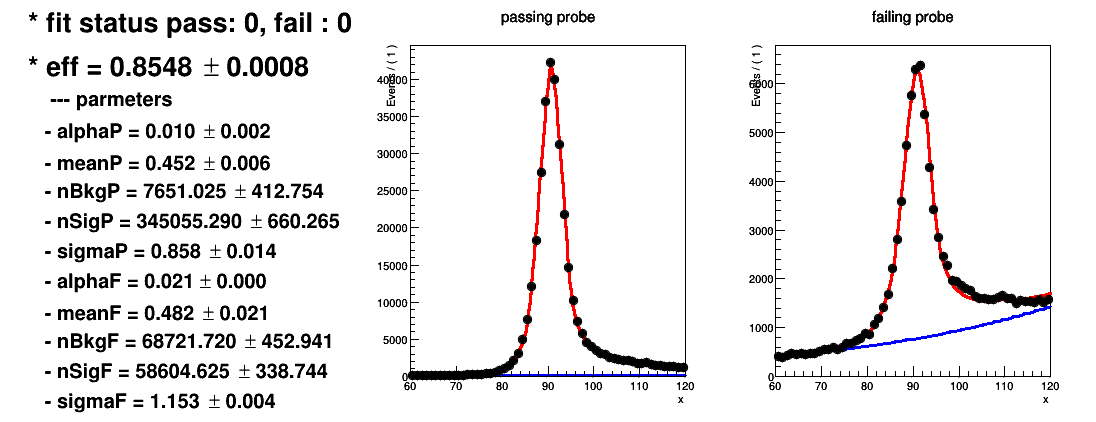 * fit status pass: 0, fail : 0
* eff = 0.8548 ± 0.0008
--- parmeters
- alphaP = 0.010 ± 0.002
- meanP = 0.452 ± 0.006
- nBkgP = 7651.025 ± 412.754
- nSigP = 345055.290 ± 660.265
- sigmaP = 0.858 ± 0.014
- alphaF = 0.021 ± 0.000
- meanF = 0.482 ± 0.021
- nBkgF = 68721.720 ± 452.941
- nSigF = 58604.625 ± 338.744
- sigmaF = 1.153 ± 0.004
passing probe
Events / ( 1 )
40000
35000
30000
25000
20000
15000
10000
5000
0
60 70 80 90 100 110 120
x
failing probe
Events / ( 1 )
6000
5000
4000
3000
2000
1000
0
60 70 80 90 100 110 120
x